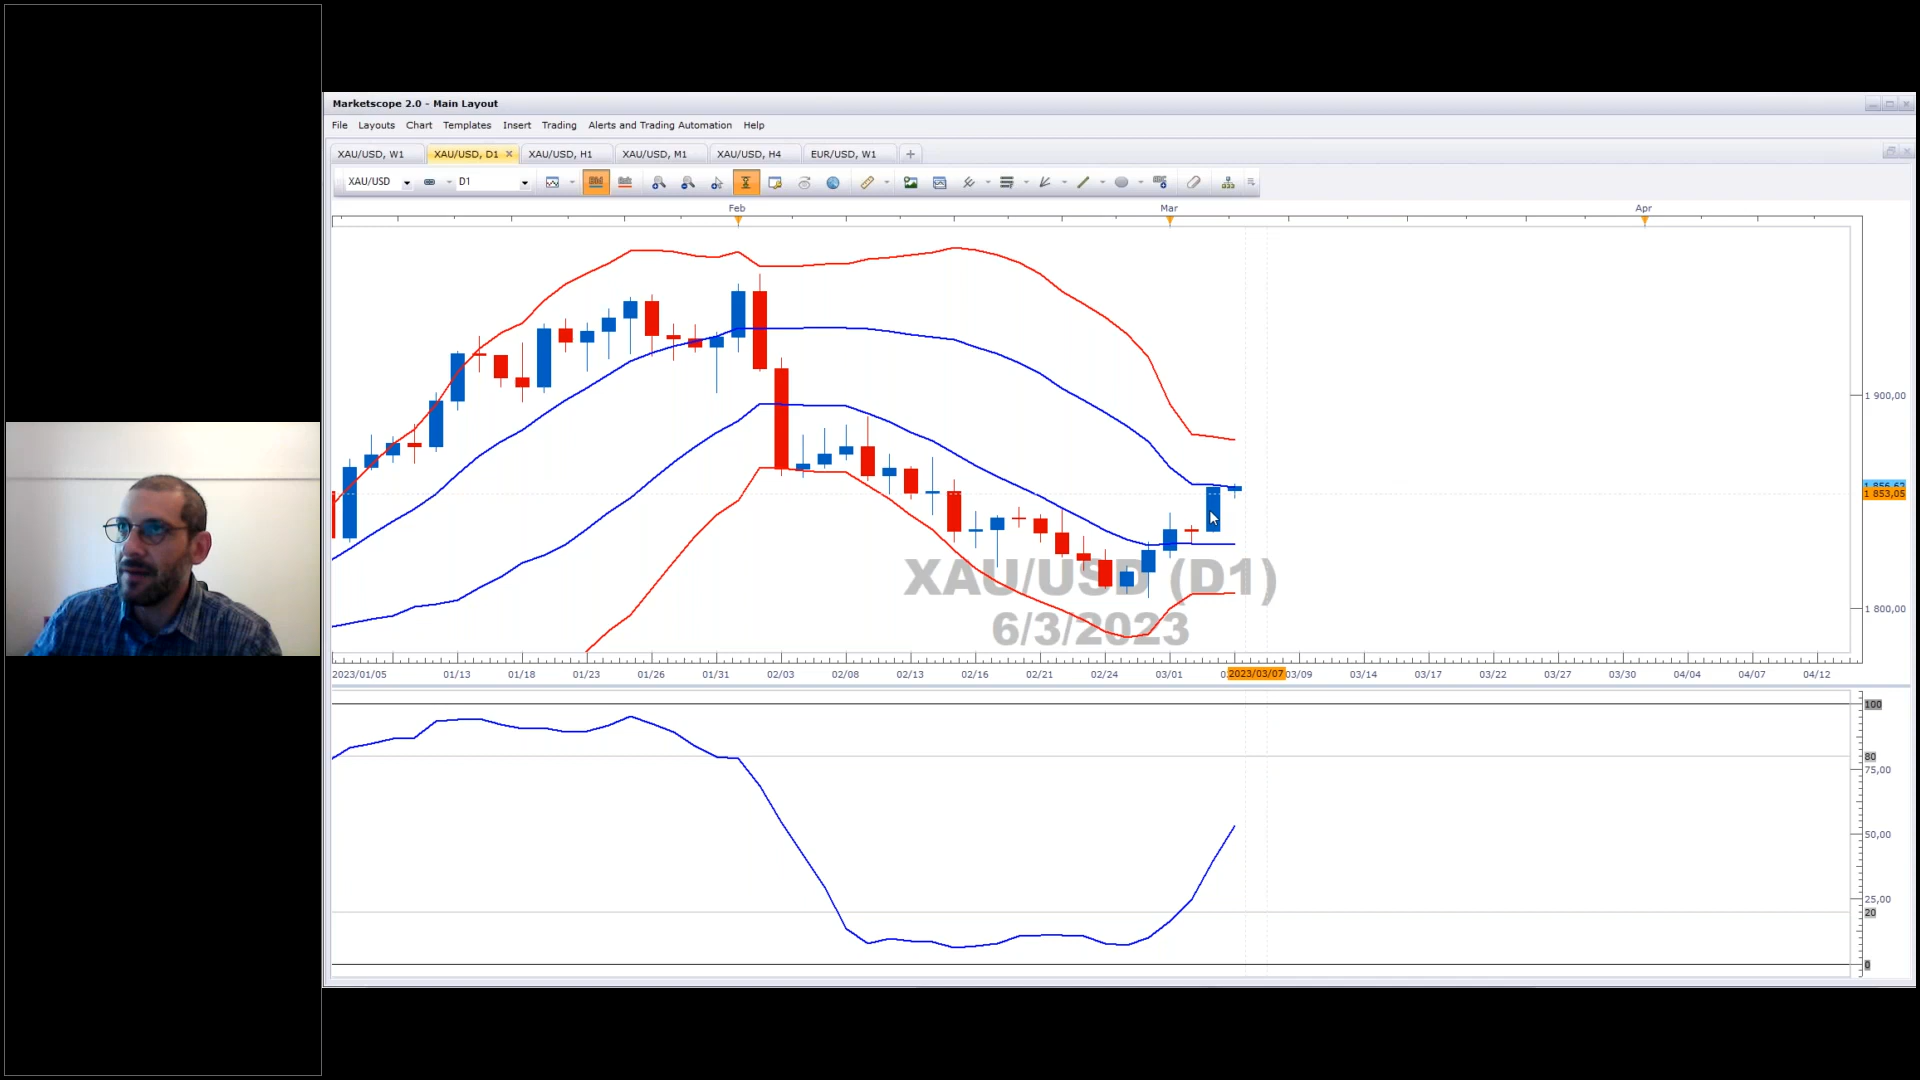 Marketscope 2.0 - Main Layout
File Layouts Chart Templates Insert Trading Alerts and Trading Automation Help
XAU/USD, W1 XAU/USD, D1 XAU/USD, H1 XAU/USD, M1 XAU/USD, H4 EUR/USD, W1
XAU/USD D1
Feb Mar Apr
1 900,00
1 856,62
1 853,05
1 800,00
XAU/USD (D1)
6/3/2023
2023/01/05 01/13 01/18 01/23 01/26 01/31 02/03 02/08 02/13 02/16 02/21 02/24 03/01 2023/03/07 03/09 03/14 03/17 03/22 03/27 03/30 04/04 04/07 04/12
100
80
75,00
50,00
25,00
20
0